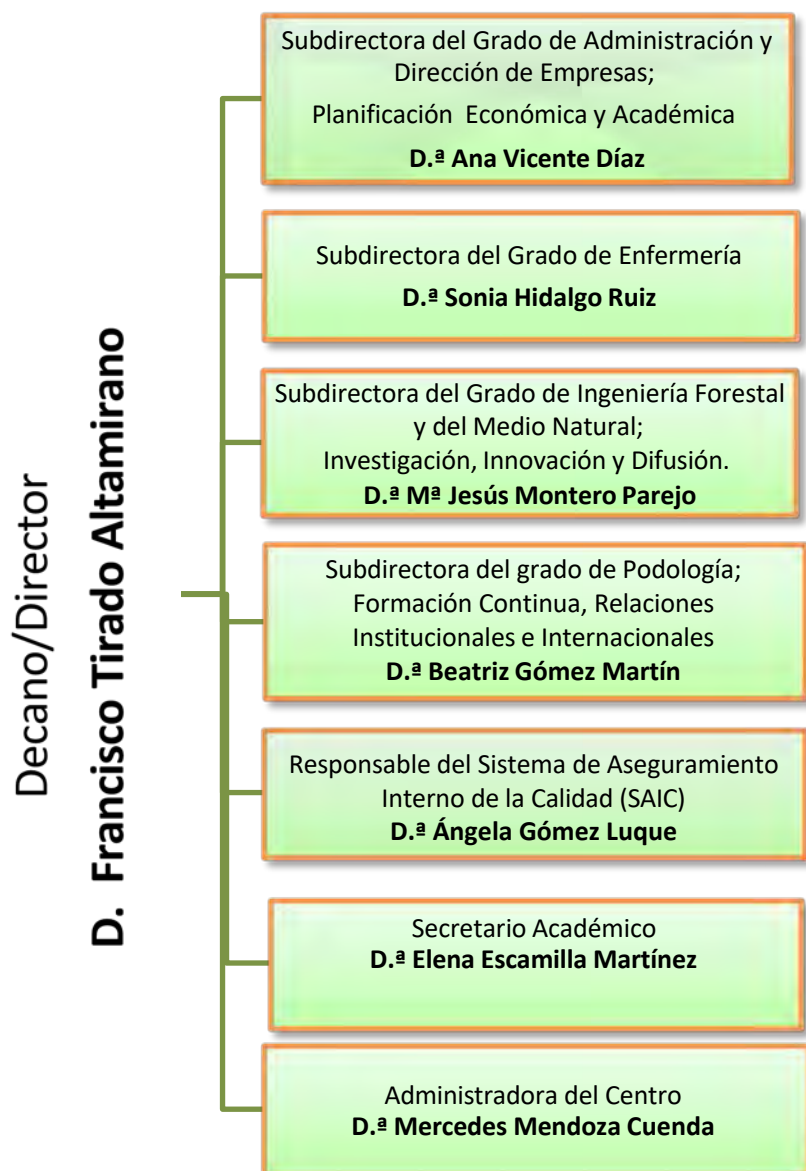 Decano/Director
D. Francisco Tirado Altamirano
Subdirectora del Grado de Administración y
Dirección de Empresas;
Planificación Económica y Académica
D.ª Ana Vicente Díaz
Subdirectora del Grado de Enfermería
D.ª Sonia Hidalgo Ruiz
Subdirectora del Grado de Ingeniería Forestal
y del Medio Natural;
Investigación, Innovación y Difusión.
D.ª Mª Jesús Montero Parejo
Subdirectora del grado de Podología;
Formación Continua, Relaciones
Institucionales e Internacionales
D.ª Beatriz Gómez Martín
Responsable del Sistema de Aseguramiento
Interno de la Calidad (SAIC)
D.ª Ángela Gómez Luque
Secretario Académico
D.ª Elena Escamilla Martínez
Administradora del Centro
D.ª Mercedes Mendoza Cuenda